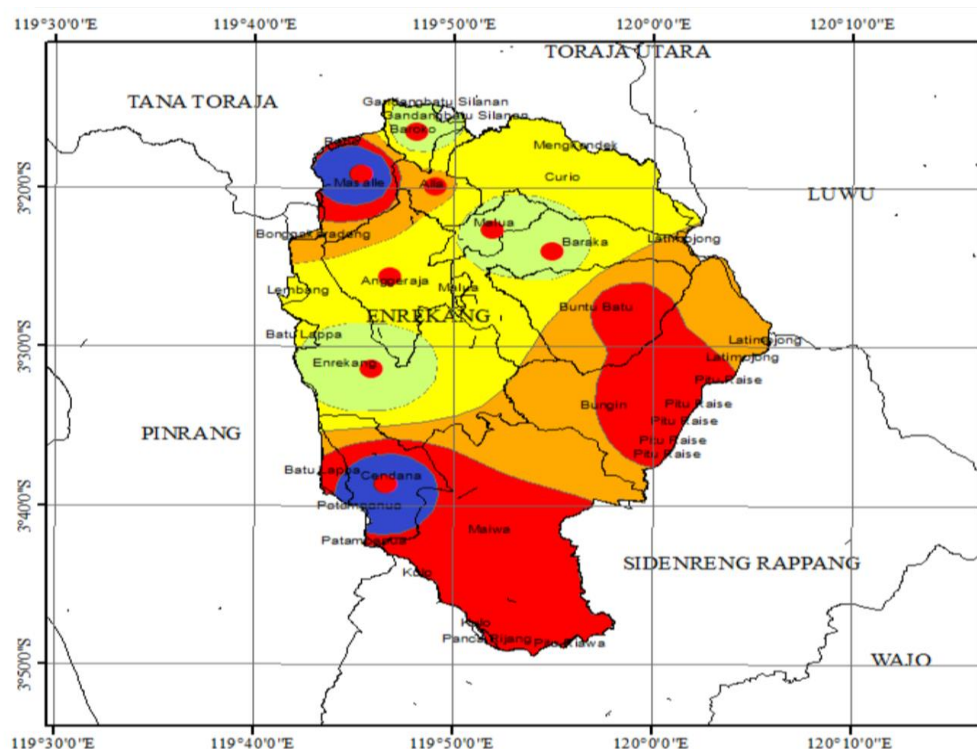 119°30'0"E 119°40'0"E 119°50'0"E 120°0'0"E 120°10'0"E
TORAJA UTARA
TANA TORAJA
Gandangbatu Silanan
Gandangbatu Silanan
Baroko
Mengkendek
Curio
3°20'0"S
Masalle
Alla
LUWU
Malua
Baraka
Latimojong
Bonggakaradeng
Anggeraja
Malua
Lembang
Buntu Batu
ENREKANG
Batu Lappa
Latimojong
3°30'0"S
Latimojong
Enrekang
Pitu Raise
Bungin
Pitu Raise
Pitu Raise
PINRANG
Pitu Raise
Pitu Raise
Batu Lappa
Cendana
3°40'0"S
Patampanua
Maiwa
Patampanua
SIDENRENG RAPPANG
Kulo
Kulo
Panca Rijang
Pitu Riawa
WAJO
3°50'0"S
119°30'0"E 119°40'0"E 119°50'0"E 120°0'0"E 120°10'0"E